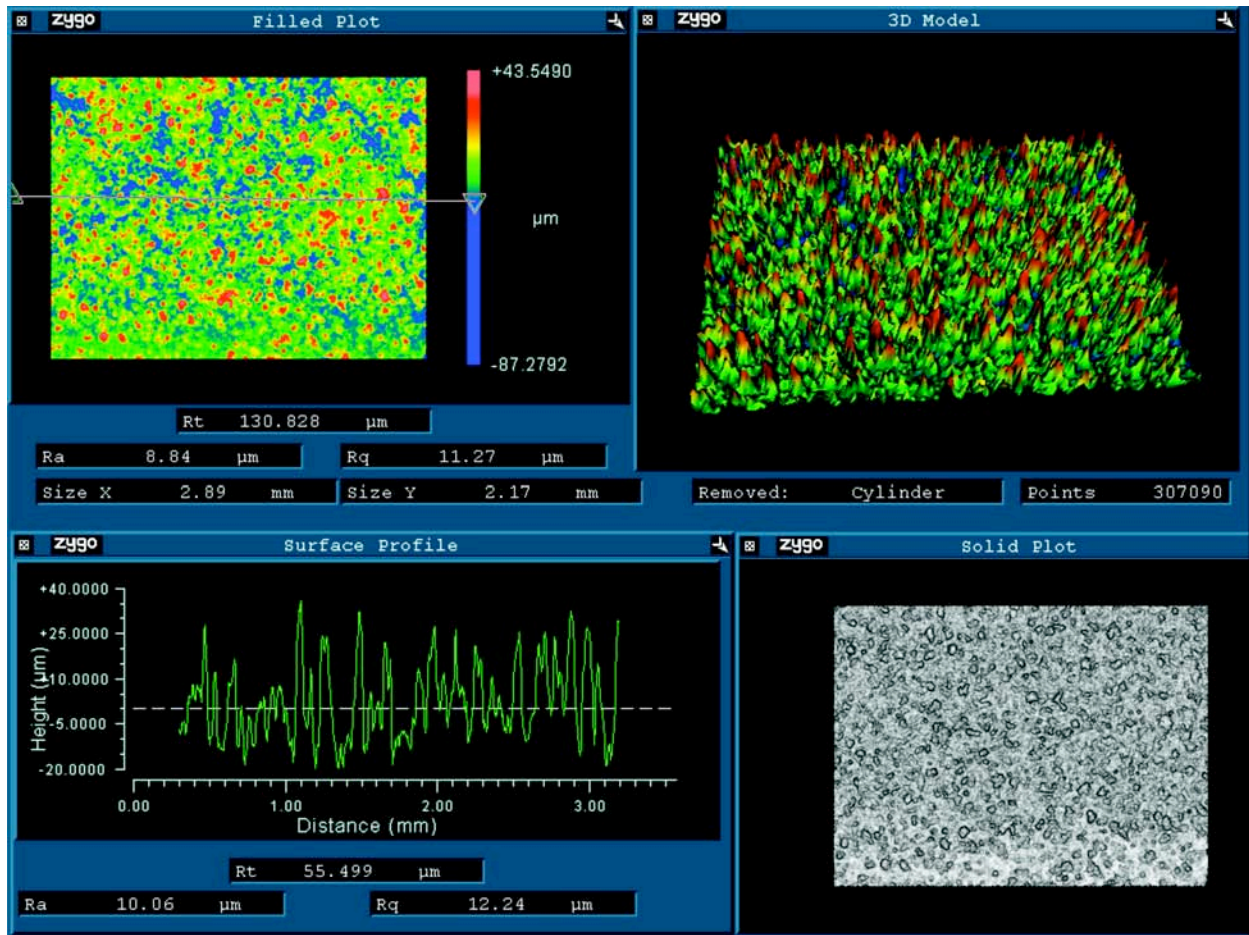 zygo Filled Plot
+43.5490
µm
-87.2792
Rt 130.828 µm
Ra 8.84 µm Rq 11.27 µm
Size X 2.89 mm Size Y 2.17 mm
zygo 3D Model
Removed: Cylinder Points 307090
zygo Surface Profile
+40.0000
+25.0000
+10.0000
-5.0000
-20.0000
Height (µm)
0.00 1.00 2.00 3.00
Distance (mm)
Rt 55.499 µm
Ra 10.06 µm Rq 12.24 µm
zygo Solid Plot